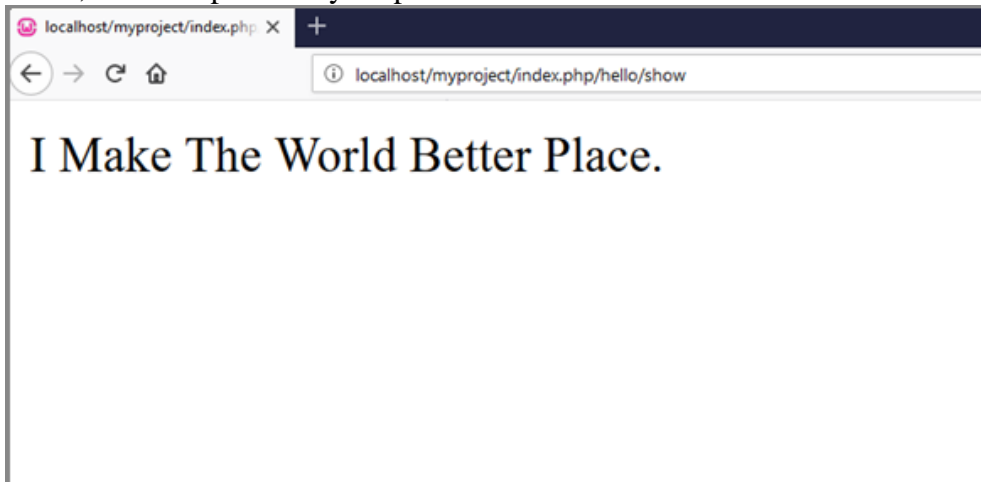 localhost/myproject/index.php
localhost/myproject/index.php/hello/show
I Make The World Better Place.